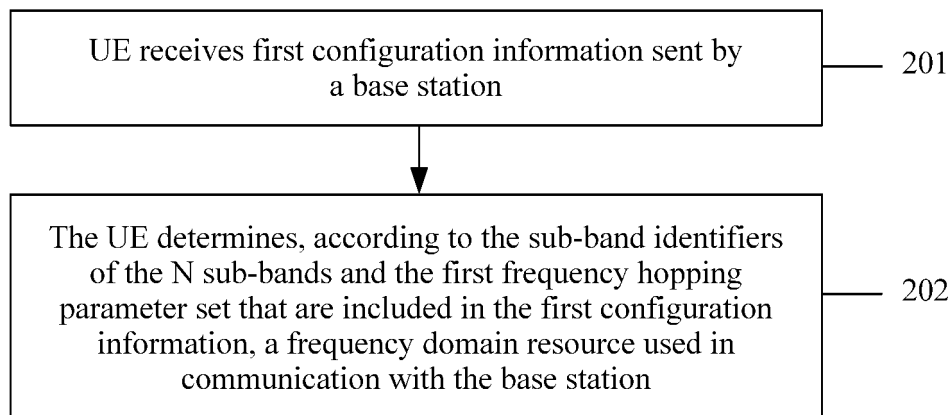 UE receives first configuration information sent by
a base station
201
The UE determines, according to the sub-band identifiers
of the N sub-bands and the first frequency hopping
parameter set that are included in the first configuration
information, a frequency domain resource used in
communication with the base station
202